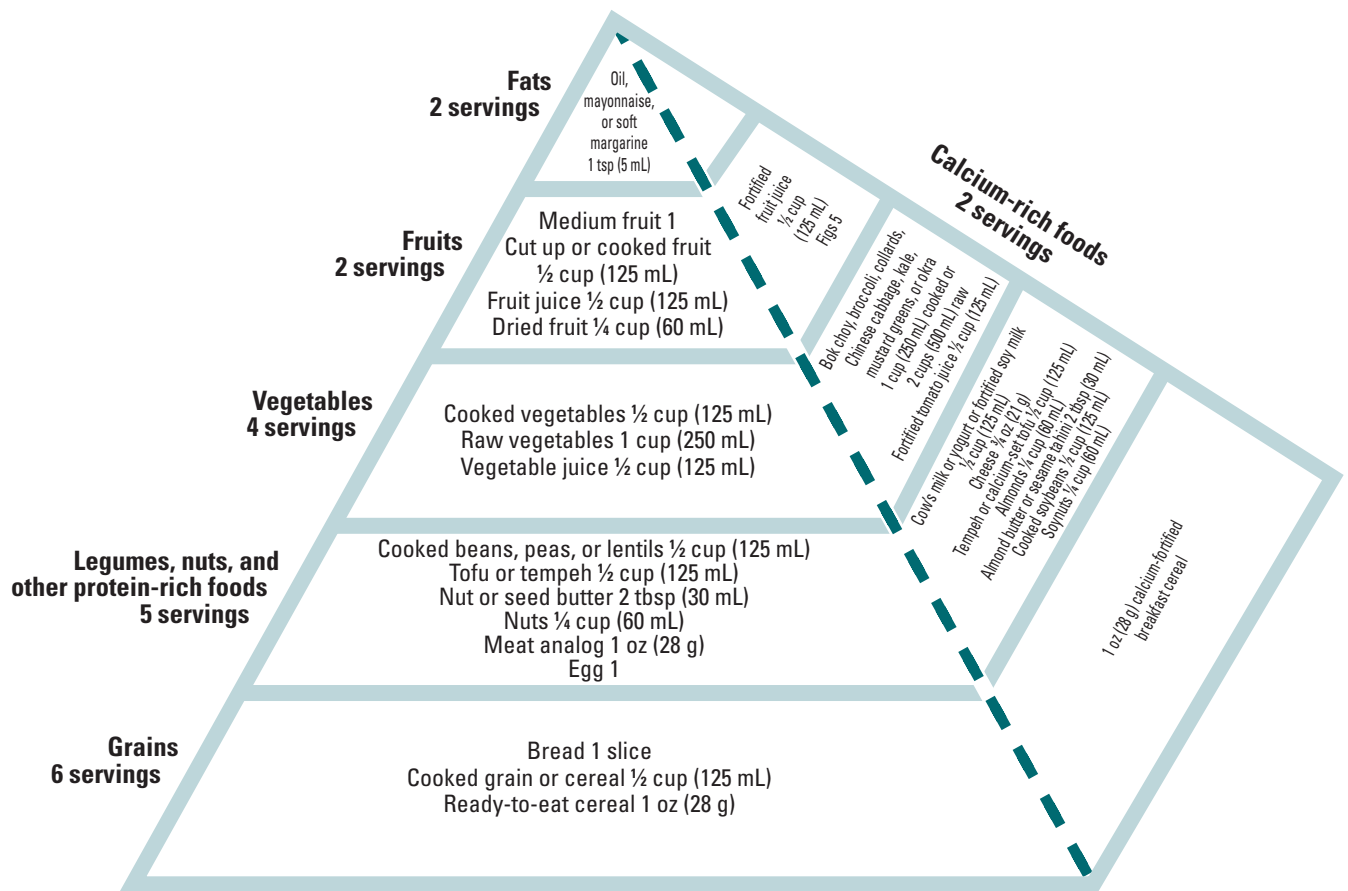 Fats
2 servings
Oil,
mayonnaise,
or soft
margarine
1 tsp (5 mL)
Fruits
2 servings
Medium fruit 1
Cut up or cooked fruit
½ cup (125 mL)
Fruit juice ½ cup (125 mL)
Dried fruit ¼ cup (60 mL)
Vegetables
4 servings
Cooked vegetables ½ cup (125 mL)
Raw vegetables 1 cup (250 mL)
Vegetable juice ½ cup (125 mL)
Legumes, nuts, and
other protein-rich foods
5 servings
Cooked beans, peas, or lentils ½ cup (125 mL)
Tofu or tempeh ½ cup (125 mL)
Nut or seed butter 2 tbsp (30 mL)
Nuts ¼ cup (60 mL)
Meat analog 1 oz (28 g)
Egg 1
Grains
6 servings
Bread 1 slice
Cooked grain or cereal ½ cup (125 mL)
Ready-to-eat cereal 1 oz (28 g)
Calcium-rich foods
2 servings
Fortified
fruit juice
½ cup
(125 mL)
Figs 5
Bok choy, broccoli, collards,
Chinese cabbage, kale,
mustard greens, or okra
1 cup (250 mL) cooked or
2 cups (500 mL) raw
Fortified tomato juice ½ cup (125 mL)
Cow's milk or yogurt or fortified soy milk
½ cup (125 mL)
Cheese ¾ oz (21 g)
Tempeh or calcium-set tofu ½ cup (125 mL)
Almonds ¼ cup (60 mL)
Almond butter or sesame tahini 2 tbsp (30 mL)
Cooked soybeans ½ cup (125 mL)
Soynuts ¼ cup (60 mL)
1 oz (28 g) calcium-fortified
breakfast cereal